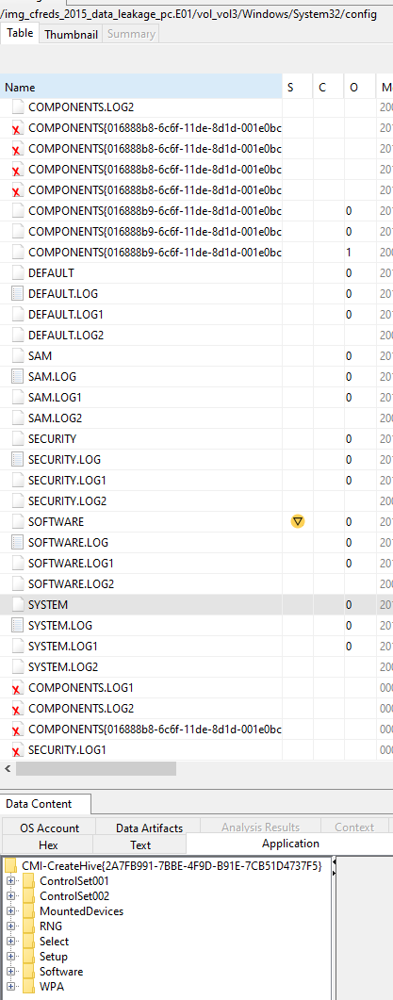 /img_cfreds_2015_data_leakage_pc.E01/vol_vol3/Windows/System32/config
Table Thumbnail Summary
Name S C O
COMPONENTS.LOG2 200
COMPONENTS{016888b8-6c6f-11de-8d1d-001e0bc 201
COMPONENTS{016888b8-6c6f-11de-8d1d-001e0bc 201
COMPONENTS{016888b8-6c6f-11de-8d1d-001e0bc 201
COMPONENTS{016888b8-6c6f-11de-8d1d-001e0bc 201
COMPONENTS{016888b9-6c6f-11de-8d1d-001e0bc 0 201
COMPONENTS{016888b9-6c6f-11de-8d1d-001e0bc 0 201
COMPONENTS{016888b9-6c6f-11de-8d1d-001e0bc 1 200
DEFAULT 0 201
DEFAULT.LOG 0 201
DEFAULT.LOG1 0 201
DEFAULT.LOG2 200
SAM 0 201
SAM.LOG 0 201
SAM.LOG1 0 201
SAM.LOG2 200
SECURITY 0 201
SECURITY.LOG 0 201
SECURITY.LOG1 0 201
SECURITY.LOG2 200
SOFTWARE 0 201
SOFTWARE.LOG 0 201
SOFTWARE.LOG1 0 201
SOFTWARE.LOG2 200
SYSTEM 0 201
SYSTEM.LOG 0 201
SYSTEM.LOG1 0 201
SYSTEM.LOG2 200
COMPONENTS.LOG1 000
COMPONENTS.LOG2 000
COMPONENTS{016888b8-6c6f-11de-8d1d-001e0bc 000
SECURITY.LOG1 000
Data Content
OS Account Data Artifacts Analysis Results Context
Hex Text Application
CMI-CreateHive{2A7FB991-7BBE-4F9D-B91E-7CB51D4737F5}
ControlSet001
ControlSet002
MountedDevices
RNG
Select
Setup
Software
WPA